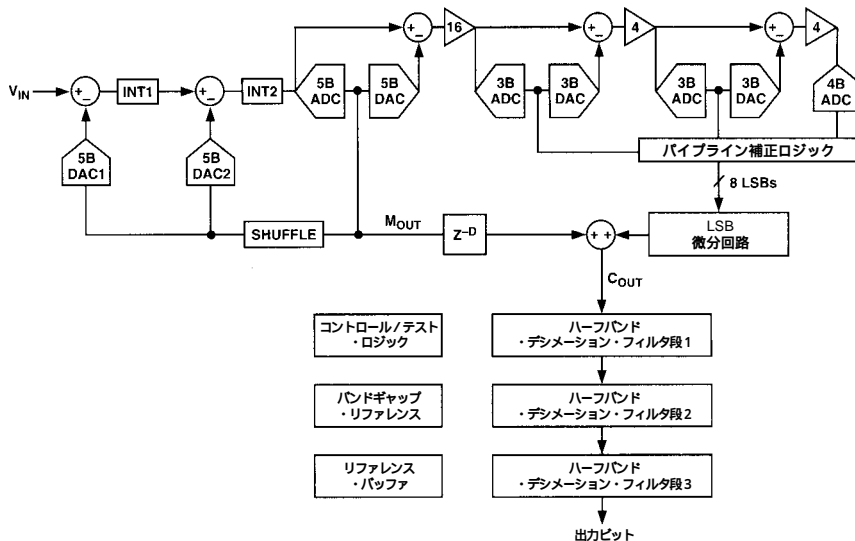 16
4
4
+
−
+
−
+
−
5B
ADC
5B
DAC
3B
ADC
3B
DAC
3B
ADC
3B
DAC
4B
ADC
VIN
+
−
INT1
+
−
INT2
5B
DAC1
5B
DAC2
パイプライン補正ロジック
8 LSBs
SHUFFLE
MOUT
Z−D
+ +
LSB
微分回路
COUT
コントロール/テスト
・ロジック
ハーフバンド
・デシメーション・フィルタ段1
バンドギャップ
・リファレンス
ハーフバンド
・デシメーション・フィルタ段2
リファレンス
・バッファ
ハーフバンド
・デシメーション・フィルタ段3
出力ビット